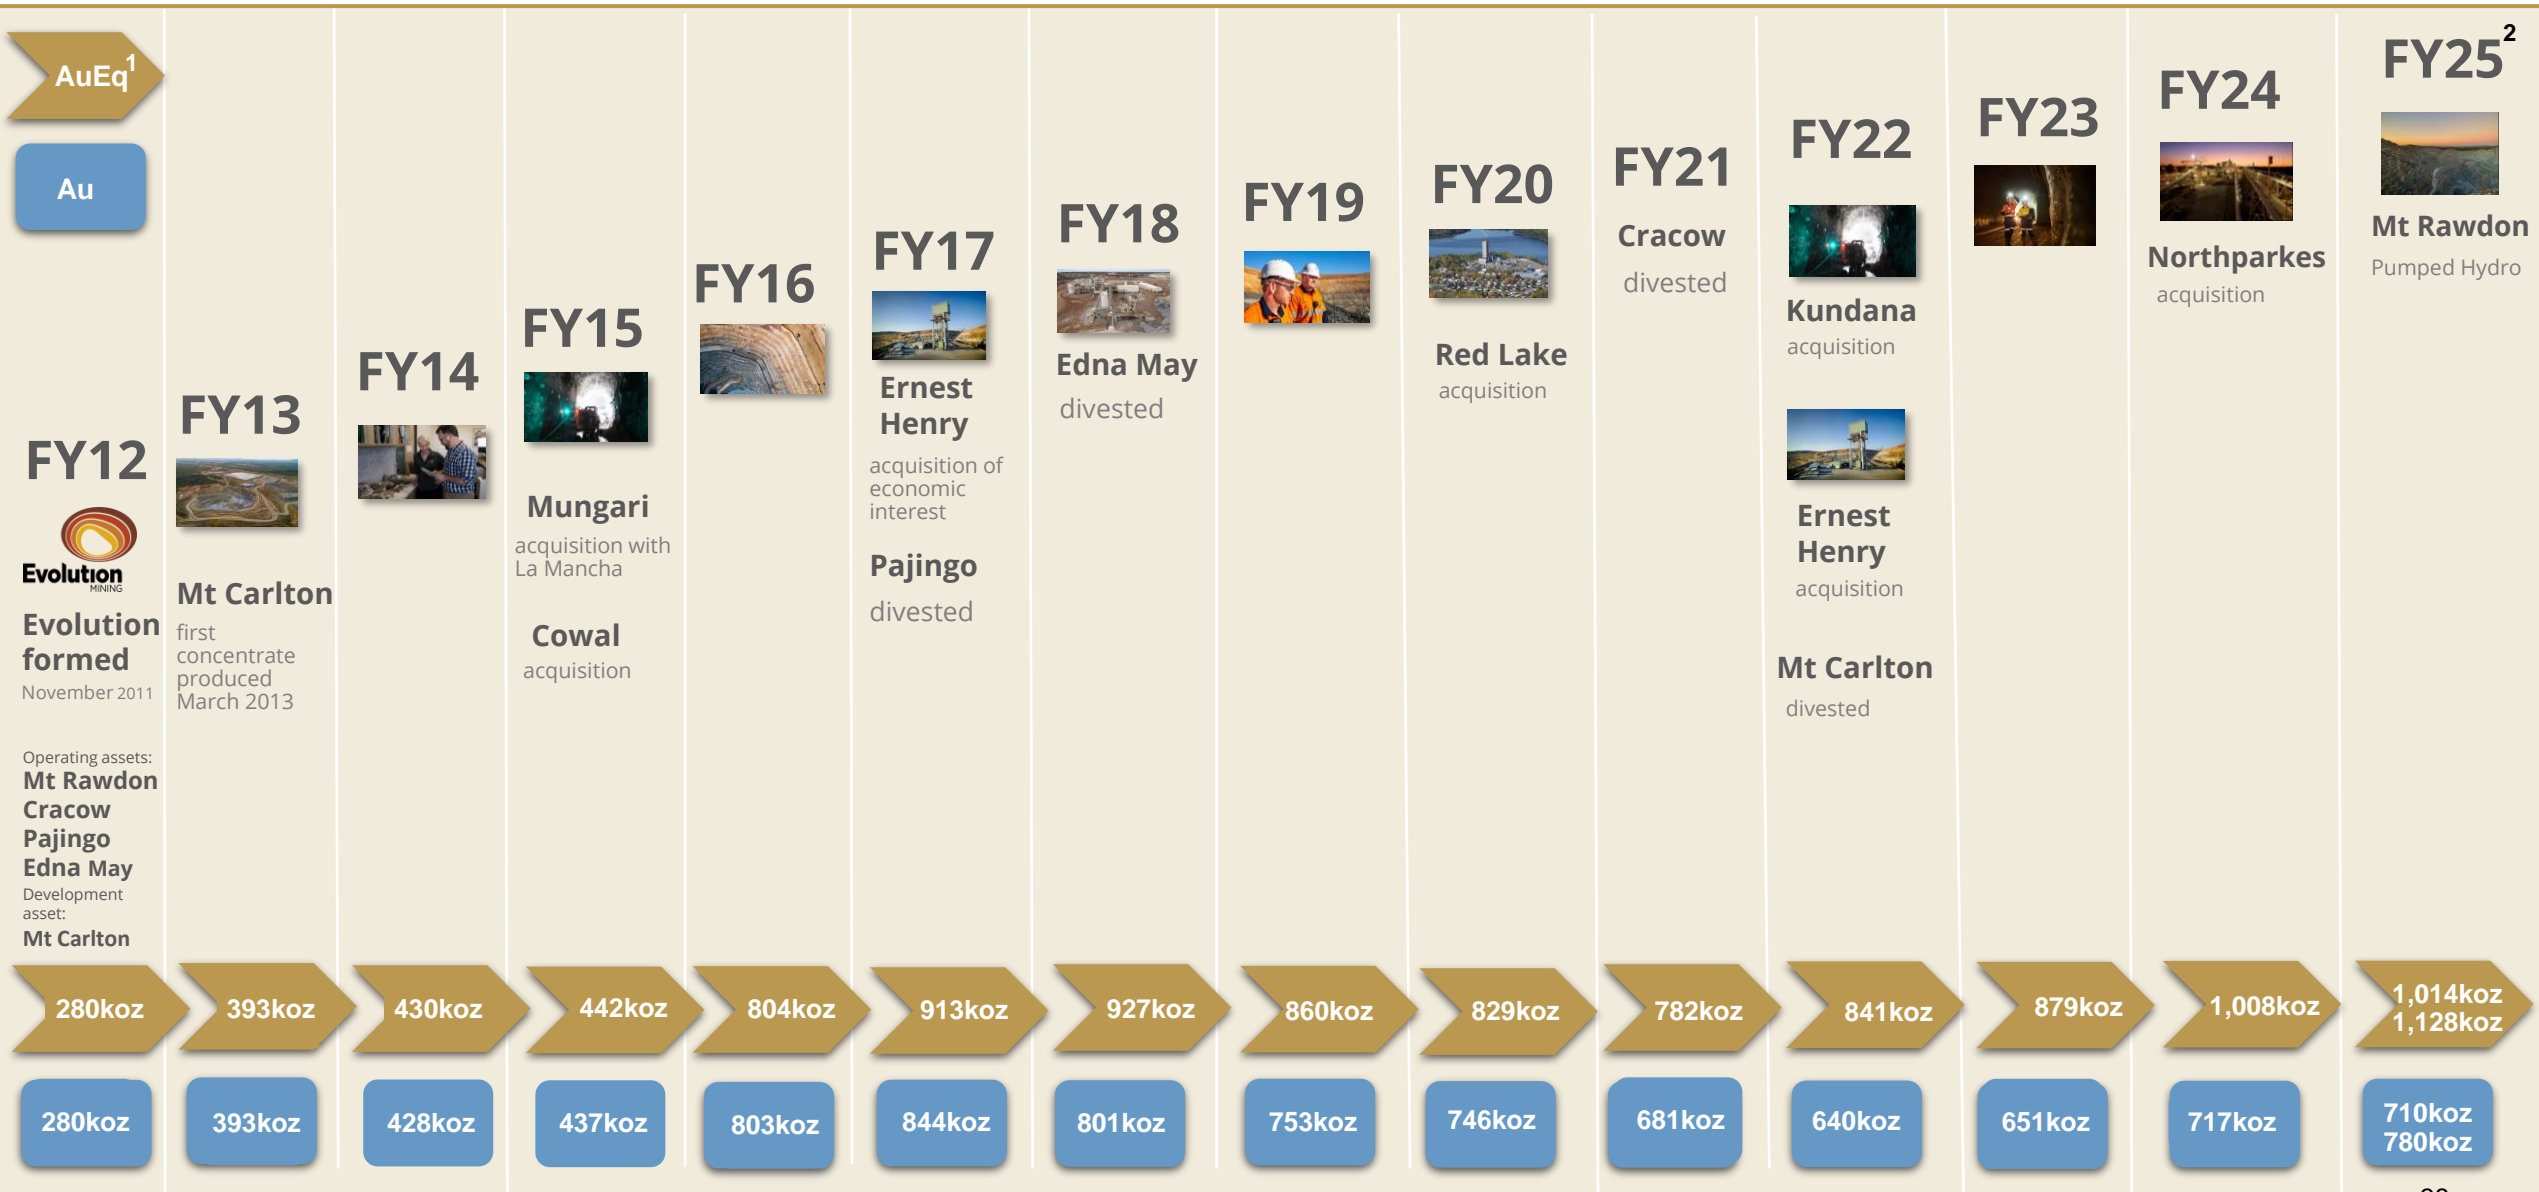 AuEq1
Au
FY12
Evolution
MINING
Evolution
formed
November 2011
Operating assets:
Mt Rawdon
Cracow
Pajingo
Edna May
Development
asset:
Mt Carlton
FY13
Mt Carlton
first
concentrate
produced
March 2013
FY14
FY15
Mungari
acquisition with
La Mancha
Cowal
acquisition
FY16
FY17
Ernest
Henry
acquisition of
economic
interest
Pajingo
divested
FY18
Edna May
divested
FY19
FY20
Red Lake
acquisition
FY21
Cracow
divested
FY22
Kundana
acquisition
Ernest
Henry
acquisition
Mt Carlton
divested
FY23
FY24
Northparkes
acquisition
FY252
Mt Rawdon
Pumped Hydro
280koz
393koz
430koz
442koz
804koz
913koz
927koz
860koz
829koz
782koz
841koz
879koz
1,008koz
1,014koz
1,128koz
280koz
393koz
428koz
437koz
803koz
844koz
801koz
753koz
746koz
681koz
640koz
651koz
717koz
710koz
780koz